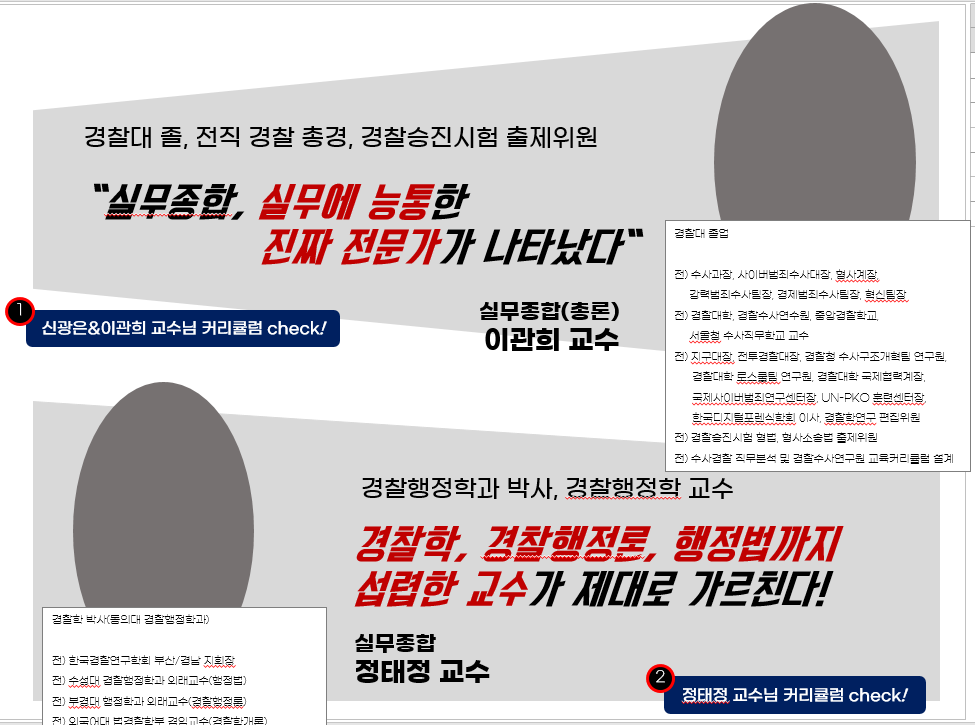 경찰대 졸, 전직 경찰 총경, 경찰승진시험 출제위원
"실무종합, 실무에 능통한
진짜 전문가가 나타났다"
실무종합(총론)
이관희 교수
1
신광은&이관희 교수님 커리큘럼 check!
경찰대 졸업
전) 수사과장, 사이버범죄수사대장, 형사계장,
강력범죄수사팀장, 경제범죄수사팀장, 혁신팀장
전) 경찰대학, 경찰수사연수원, 중앙경찰학교,
서울청 수사직무학교 교수
전) 지구대장, 전투경찰대장, 경찰청 수사구조개혁팀 연구원,
경찰대학 로스쿨팀 연구원, 경찰대학 국제협력계장,
국제사이버범죄연구센터장, UN-PKO 훈련센터장,
한국디지털포렌식학회 이사, 경찰학연구 편집위원
전) 경찰승진시험 형법, 형사소송법 출제위원
전) 수사경찰 직무분석 및 경찰수사연구원 교육커리큘럼 설계
경찰행정학과 박사, 경찰행정학 교수
경찰학, 경찰행정론, 행정법까지
섭렵한 교수가 제대로 가르친다!
실무종합
정태정 교수
2
정태정 교수님 커리큘럼 check!
경찰학 박사(동의대 경찰행정학과)
전) 한국경찰연구학회 부산/경남 지회장
전) 수성대 경찰행정학과 외래교수(행정법)
전) 부경대 행정학과 외래교수(경찰행정론)
전) 외국어대 법경찰학부 겸임교수(경찰학개론)